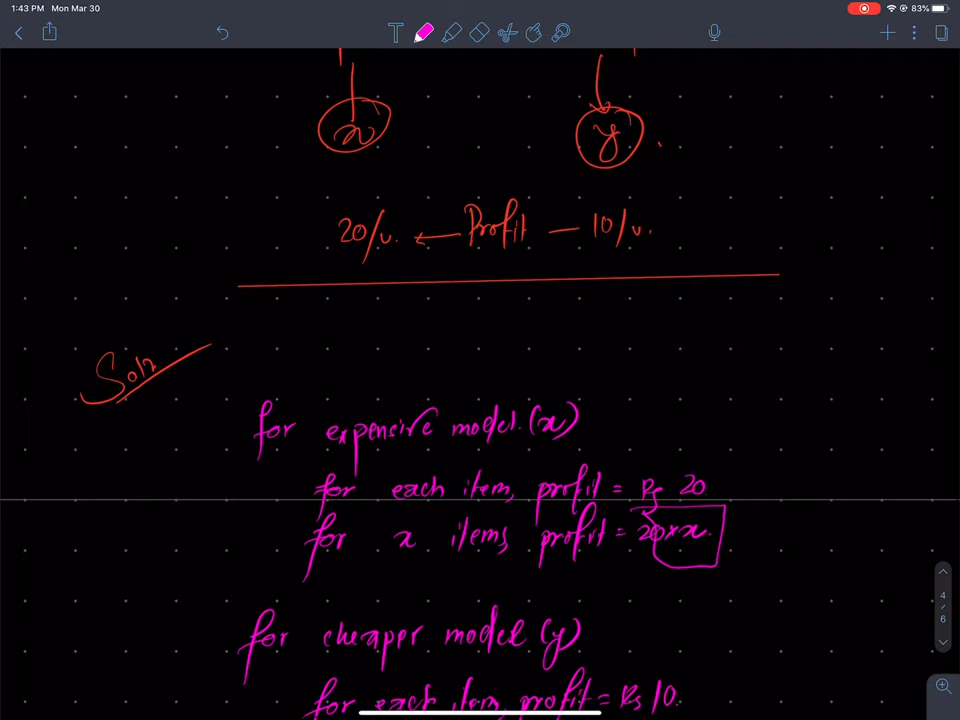 1:43 PM Mon Mar 30
83%
x
y
20/u. ← Profit — 10/u.
Soln
for expensive model (x)
for each item, profit = Rs 20
for x items, profit = 20*x
4
6
for cheaper model (y)
for each item, profit = Rs 10